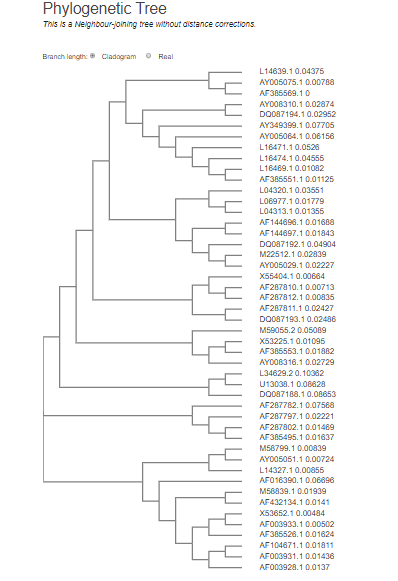 Phylogenetic Tree
This is a Neighbour-joining tree without distance corrections.
Branch length: Cladogram Real
L14639.1 0.04375
AY005075.1 0.00788
AF385569.1 0
AY008310.1 0.02874
DQ087194.1 0.02952
AY349399.1 0.07705
AY005064.1 0.06156
L16471.1 0.0526
L16474.1 0.04555
L16469.1 0.01082
AF385551.1 0.01125
L04320.1 0.03551
L06977.1 0.01779
L04313.1 0.01355
AF144696.1 0.01688
AF144697.1 0.01843
DQ087192.1 0.04904
M22512.1 0.02839
AY005029.1 0.02227
X55404.1 0.00664
AF287810.1 0.00713
AF287812.1 0.00835
AF287811.1 0.02427
DQ087193.1 0.02486
M59055.2 0.05089
X53225.1 0.01095
AF385553.1 0.01882
AY008316.1 0.02729
L34629.2 0.10362
U13038.1 0.08628
DQ087188.1 0.08653
AF287782.1 0.07568
AF287797.1 0.02221
AF287802.1 0.01469
AF385495.1 0.01637
M58799.1 0.00839
AY005051.1 0.00724
L14327.1 0.00855
AF016390.1 0.06696
M58839.1 0.01939
AF432134.1 0.0141
X53652.1 0.00484
AF003933.1 0.00502
AF385526.1 0.01624
AF104671.1 0.01811
AF003931.1 0.01436
AF003928.1 0.0137